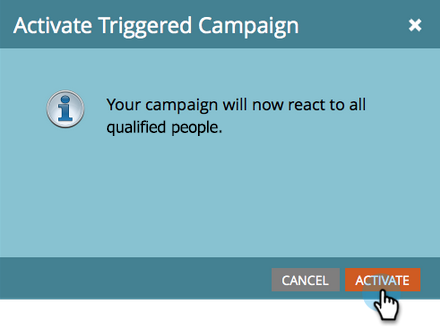 Activate Triggered Campaign
Your campaign will now react to all
qualified people.
CANCEL
ACTIVATE